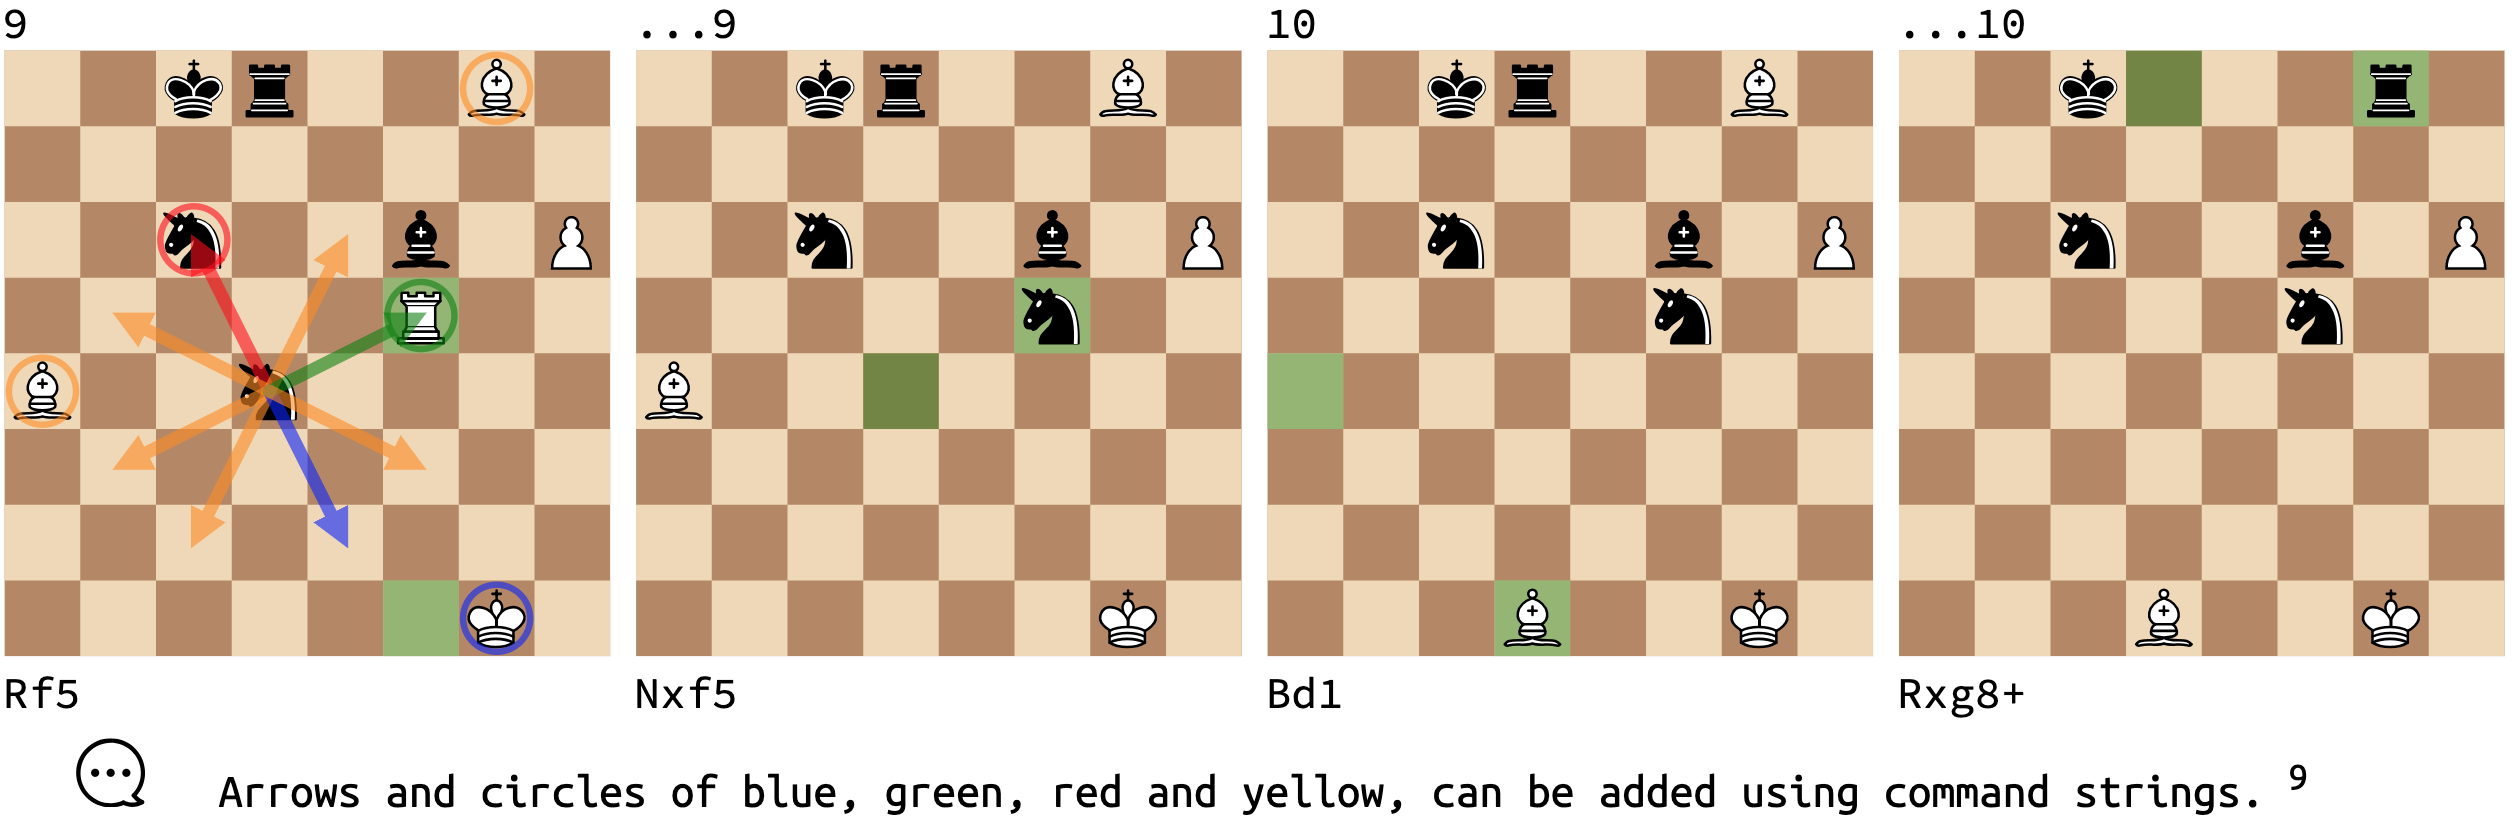 9 ...9 10 ...10
Rf5 Nxf5 Bd1 Rxg8+
Arrows and circles of blue, green, red and yellow, can be added using command strings. 9